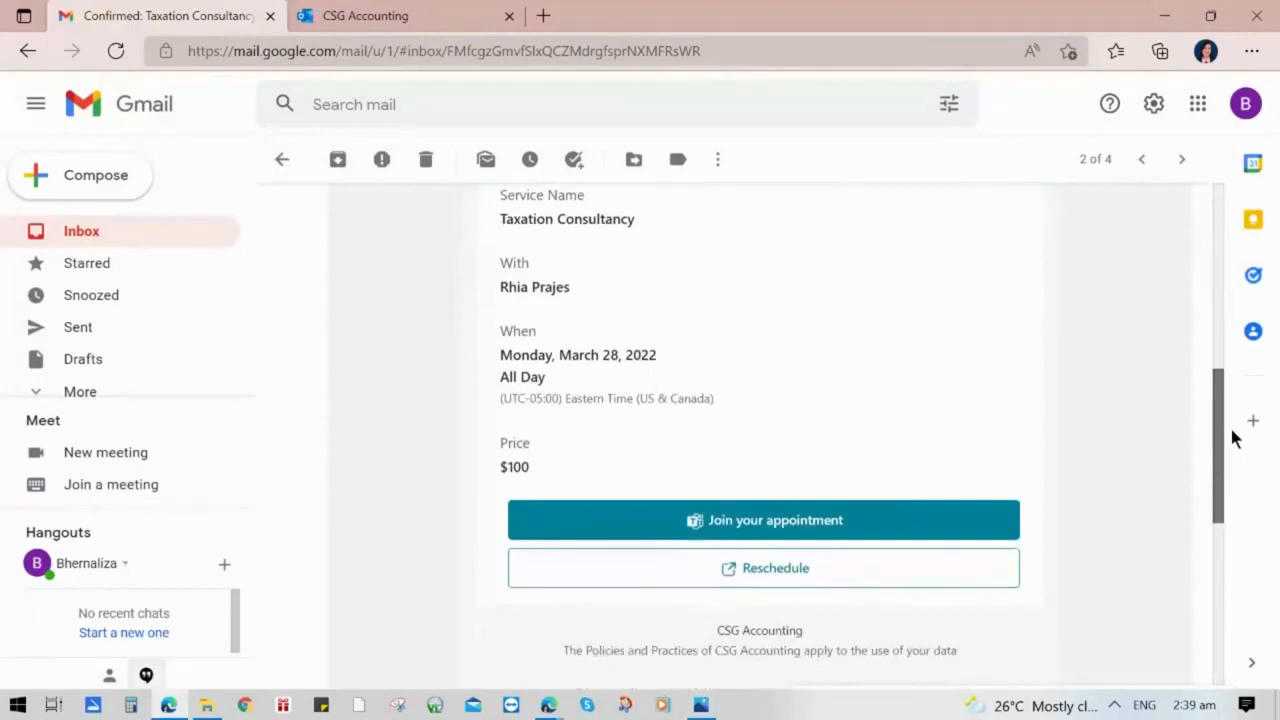 Confirmed: Taxation Consultancy
CSG Accounting
https://mail.google.com/mail/u/1/#inbox/FMfcgzGmvfSlxQCZMdrgfsprNXMFRsWR
Gmail
Search mail
B
Compose
2 of 4
31
Inbox
Starred
Snoozed
Sent
Drafts
More
Meet
New meeting
Join a meeting
Hangouts
B
Bhernaliza
No recent chats
Start a new one
Service Name
Taxation Consultancy
With
Rhia Prajes
When
Monday, March 28, 2022
All Day
(UTC-05:00) Eastern Time (US & Canada)
Price
$100
Join your appointment
Reschedule
CSG Accounting
The Policies and Practices of CSG Accounting apply to the use of your data
26°C Mostly cl...
ENG
2:39 am